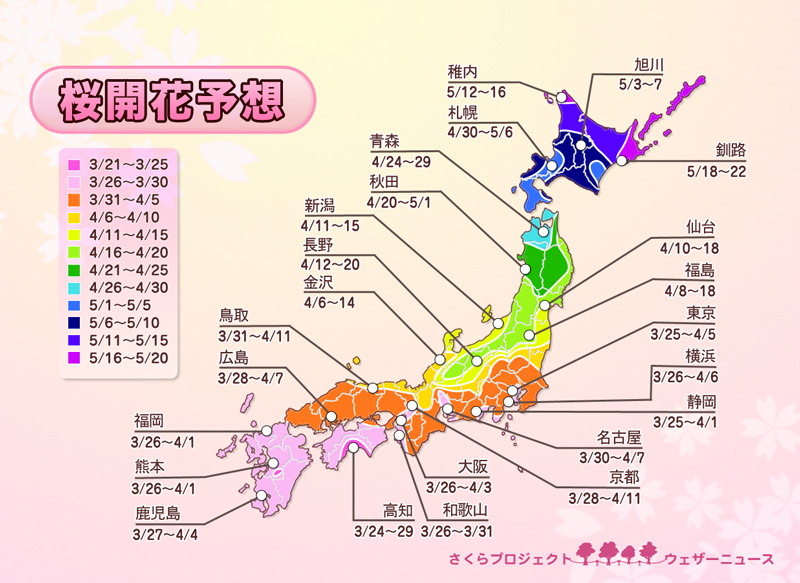 桜開花予想
3/21～3/25
3/26～3/30
3/31～4/5
4/6～4/10
4/11～4/15
4/16～4/20
4/21～4/25
4/26～4/30
5/1～5/5
5/6～5/10
5/11～5/15
5/16～5/20
稚内
5/12～16
旭川
5/3～7
札幌
4/30～5/6
釧路
5/18～22
青森
4/24～29
秋田
4/20～5/1
新潟
4/11～15
長野
4/12～20
金沢
4/6～14
仙台
4/10～18
福島
4/8～18
東京
3/25～4/5
横浜
3/26～4/6
静岡
3/25～4/1
鳥取
3/31～4/11
広島
3/28～4/7
福岡
3/26～4/1
熊本
3/26～4/1
鹿児島
3/27～4/4
名古屋
3/30～4/7
京都
3/28～4/11
大阪
3/26～4/3
高知
3/24～29
和歌山
3/26～3/31
さくらプロジェクト ウェザーニュース